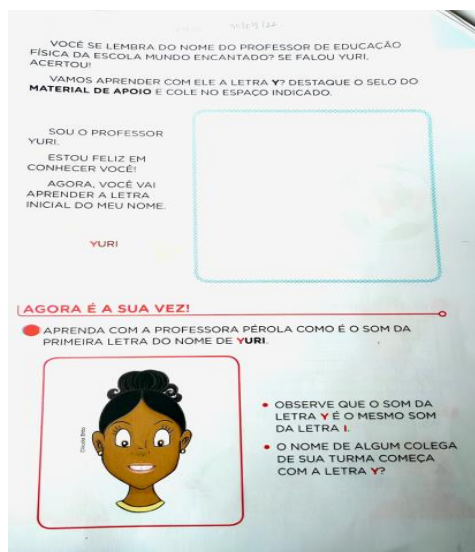 VOCÊ SE LEMBRA DO NOME DO PROFESSOR DE EDUCAÇÃO
FÍSICA DA ESCOLA MUNDO ENCANTADO? SE FALOU YURI,
ACERTOU!
VAMOS APRENDER COM ELE A LETRA Y? DESTAQUE O SELO DO
MATERIAL DE APOIO E COLE NO ESPAÇO INDICADO.
SOU O PROFESSOR
YURI.
ESTOU FELIZ EM
CONHECER VOCÊ!
AGORA, VOCÊ VAI
APRENDER A LETRA
INICIAL DO MEU NOME.
YURI
AGORA É A SUA VEZ!
APRENDA COM A PROFESSORA PÉROLA COMO É O SOM DA
PRIMEIRA LETRA DO NOME DE YURI.
OBSERVE QUE O SOM DA
LETRA Y É O MESMO SOM
DA LETRA I.
O NOME DE ALGUM COLEGA
DE SUA TURMA COMEÇA
COM A LETRA Y?